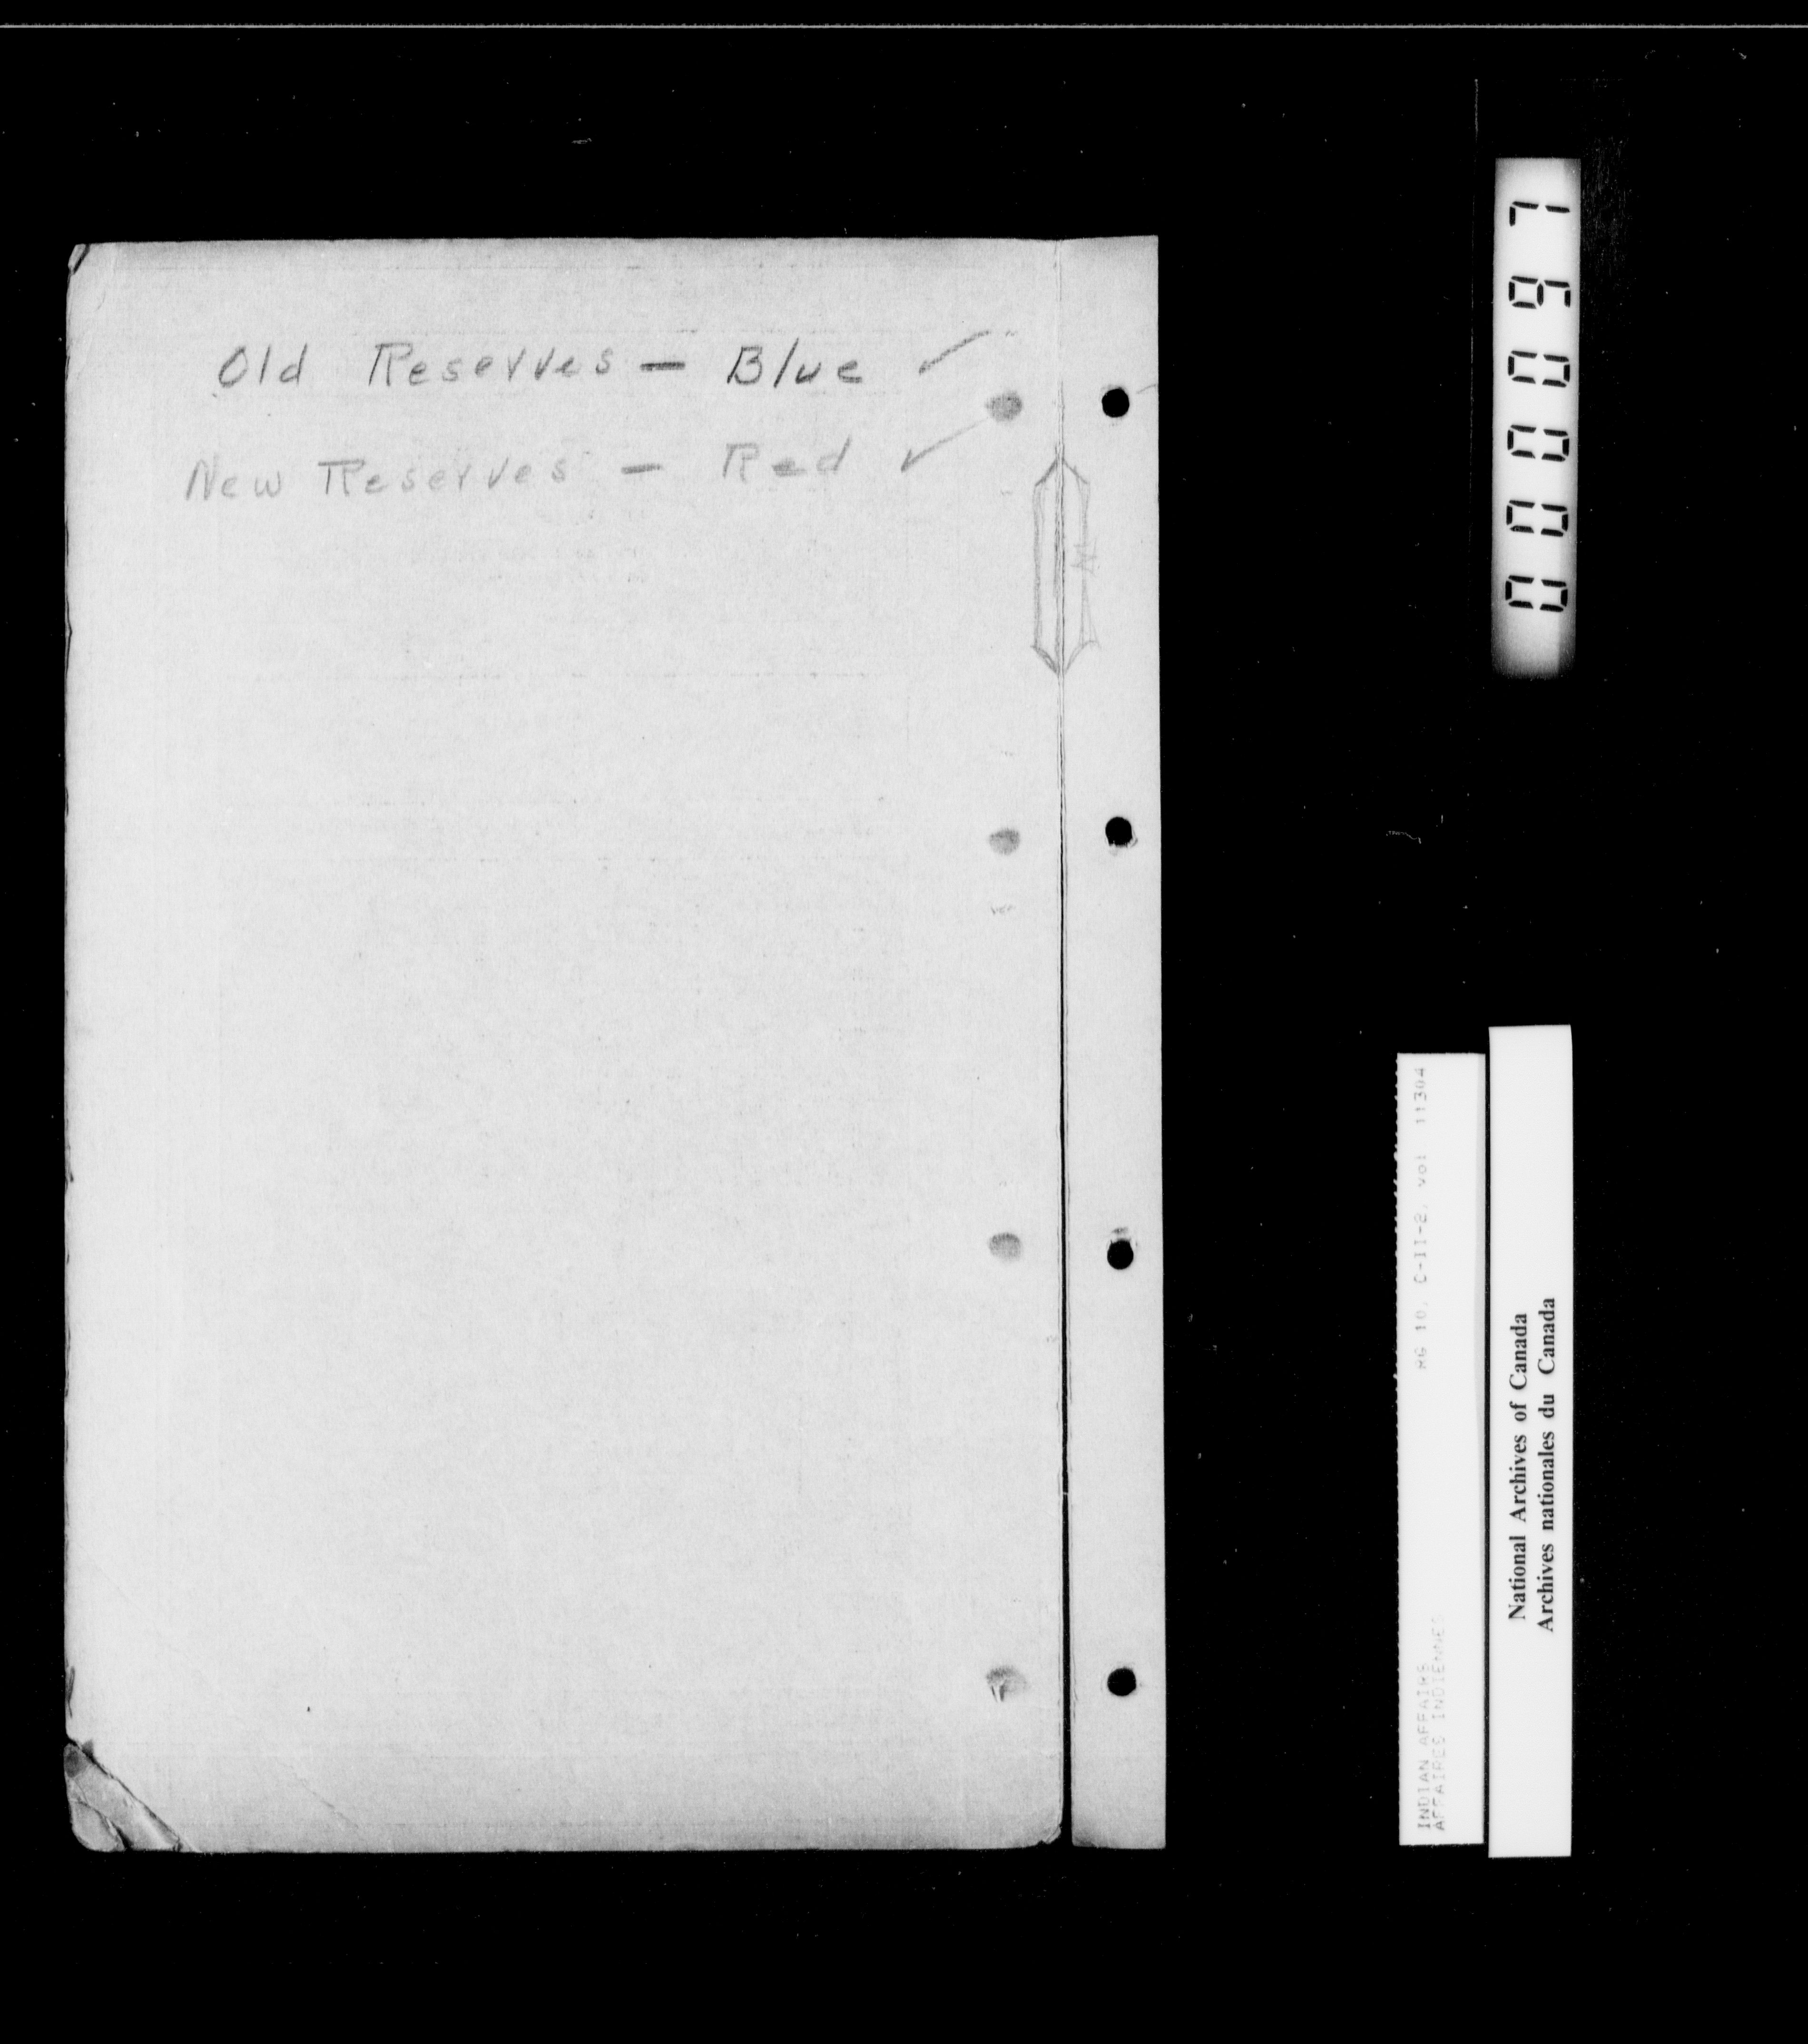 Old Reserves — Blue ✓
New Reserves — Red ✓
000097
INDIAN AFFAIRS RG 10, C-II-2, Vol 11304
AFFAIRES INDIENNES
National Archives of Canada
Archives nationales du Canada